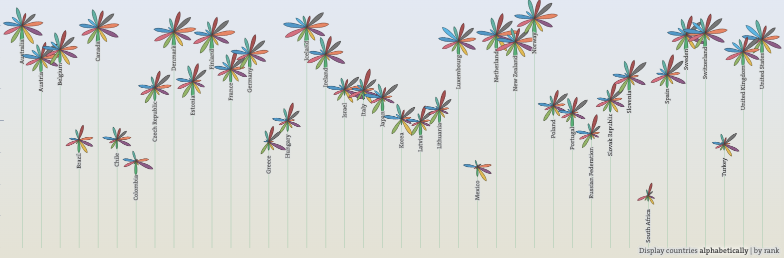 Australia
Austria
Belgium
Brazil
Canada
Chile
Colombia
Czech Republic
Denmark
Estonia
Finland
France
Germany
Greece
Hungary
Iceland
Ireland
Israel
Italy
Japan
Korea
Latvia
Lithuania
Luxembourg
Mexico
Netherlands
New Zealand
Norway
Poland
Portugal
Russian Federation
Slovak Republic
Slovenia
South Africa
Spain
Sweden
Switzerland
Turkey
United Kingdom
United States
Display countries alphabetically | by rank